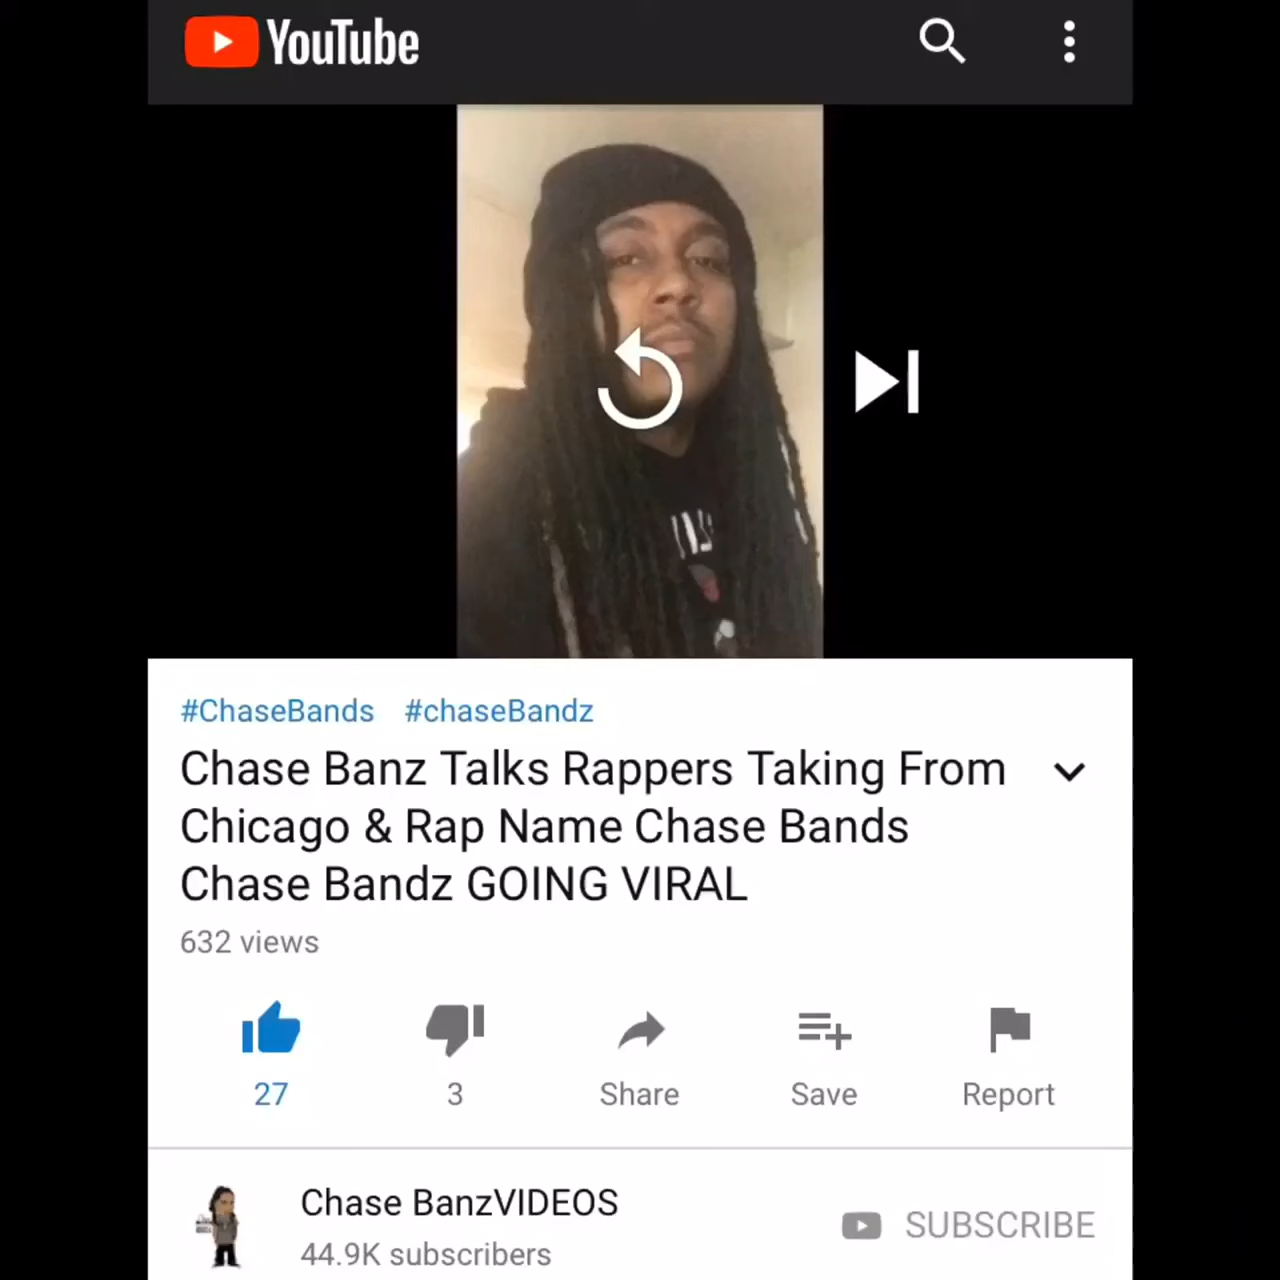 YouTube
#ChaseBands #chaseBandz
Chase Banz Talks Rappers Taking From
Chicago & Rap Name Chase Bands
Chase Bandz GOING VIRAL
632 views
27
3
Share
Save
Report
Chase BanzVIDEOS
44.9K subscribers
SUBSCRIBE